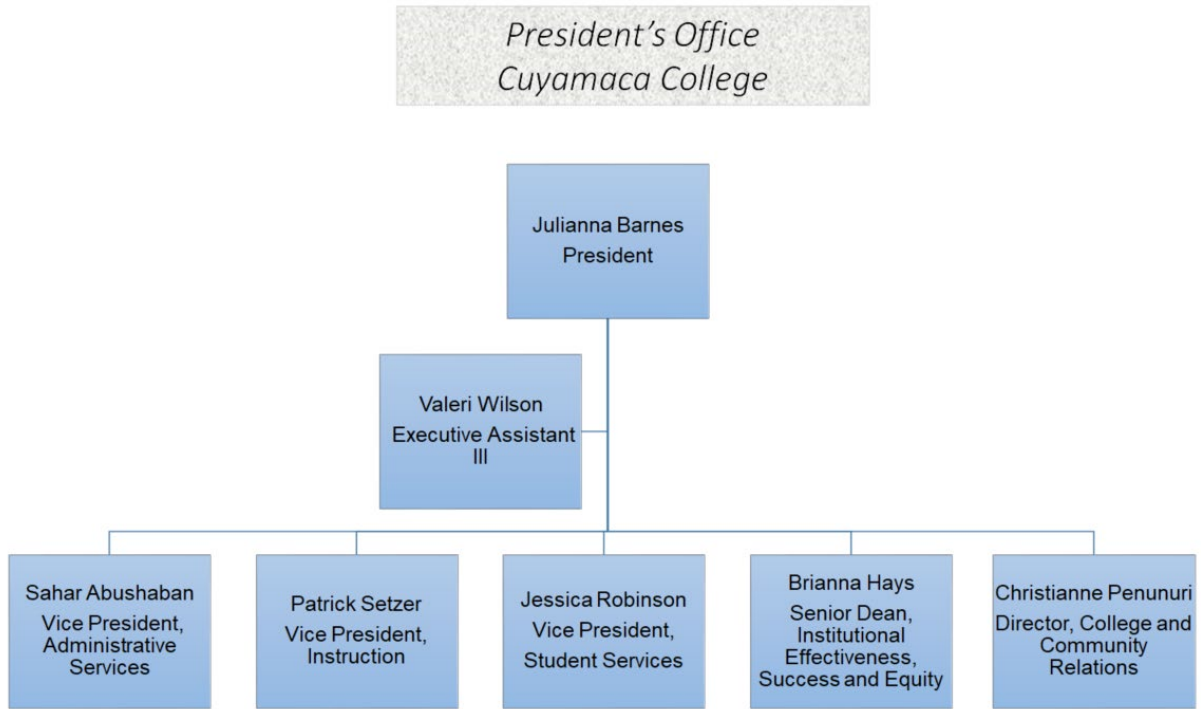 President's Office
Cuyamaca College
Julianna Barnes
President
Valeri Wilson
Executive Assistant
III
Sahar Abushaban
Vice President,
Administrative
Services
Patrick Setzer
Vice President,
Instruction
Jessica Robinson
Vice President,
Student Services
Brianna Hays
Senior Dean,
Institutional
Effectiveness,
Success and Equity
Christianne Penunuri
Director, College and
Community
Relations